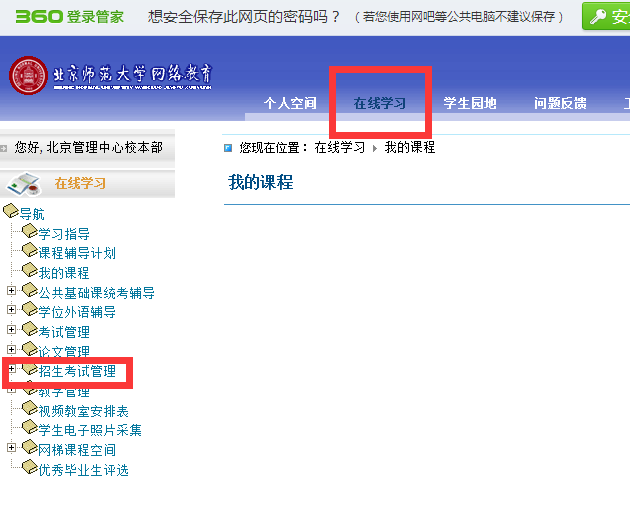 360登录管家 想安全保存此网页的密码吗？ （若您使用网吧等公共电脑不建议保存）
北京师范大学网络教育
个人空间 在线学习 学生园地 问题反馈
您好, 北京管理中心校本部
您现在位置： 在线学习 我的课程
在线学习
我的课程
导航
学习指导
课程辅导计划
我的课程
公共基础课统考辅导
学位外语辅导
考试管理
论文管理
招生考试管理
教学管理
视频教室安排表
学生电子照片采集
网梯课程空间
优秀毕业生评选